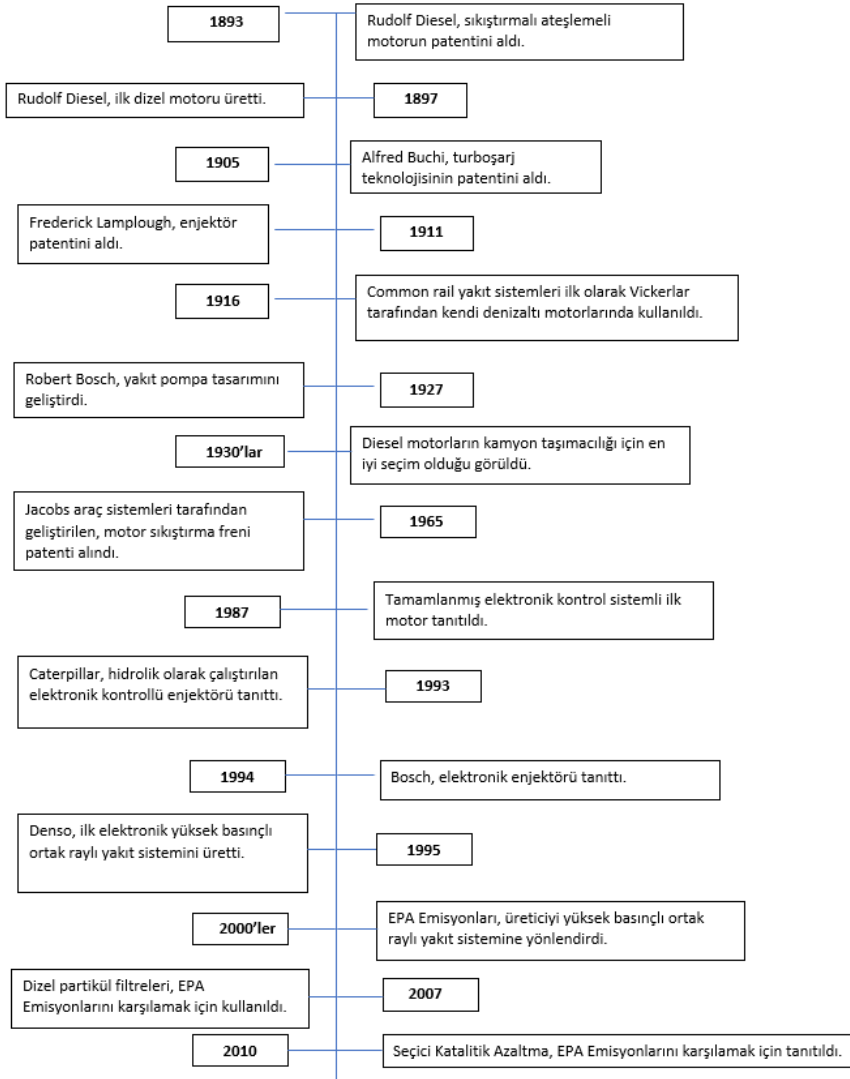 1893
Rudolf Diesel, sıkıştırmalı ateşlemeli
motorun patentini aldı.
Rudolf Diesel, ilk dizel motoru üretti.
1897
1905
Alfred Buchi, turboşarj
teknolojisinin patentini aldı.
Frederick Lamplough, enjektör
patentini aldı.
1911
1916
Common rail yakıt sistemleri ilk olarak Vickerlar
tarafından kendi denizaltı motorlarında kullanıldı.
Robert Bosch, yakıt pompa tasarımını
geliştirdi.
1927
1930’lar
Diesel motorların kamyon taşımacılığı için en
iyi seçim olduğu görüldü.
Jacobs araç sistemleri tarafından
geliştirilen, motor sıkıştırma freni
patenti alındı.
1965
1987
Tamamlanmış elektronik kontrol sistemli ilk
motor tanıtıldı.
Caterpillar, hidrolik olarak çalıştırılan
elektronik kontrollü enjektörü tanıttı.
1993
1994
Bosch, elektronik enjektörü tanıttı.
Denso, ilk elektronik yüksek basınçlı
ortak raylı yakıt sistemini üretti.
1995
2000’ler
EPA Emisyonları, üreticiyi yüksek basınçlı ortak
raylı yakıt sistemine yönlendirdi.
Dizel partikül filtreleri, EPA
Emisyonlarını karşılamak için kullanıldı.
2007
2010
Seçici Katalitik Azaltma, EPA Emisyonlarını karşılamak için tanıtıldı.